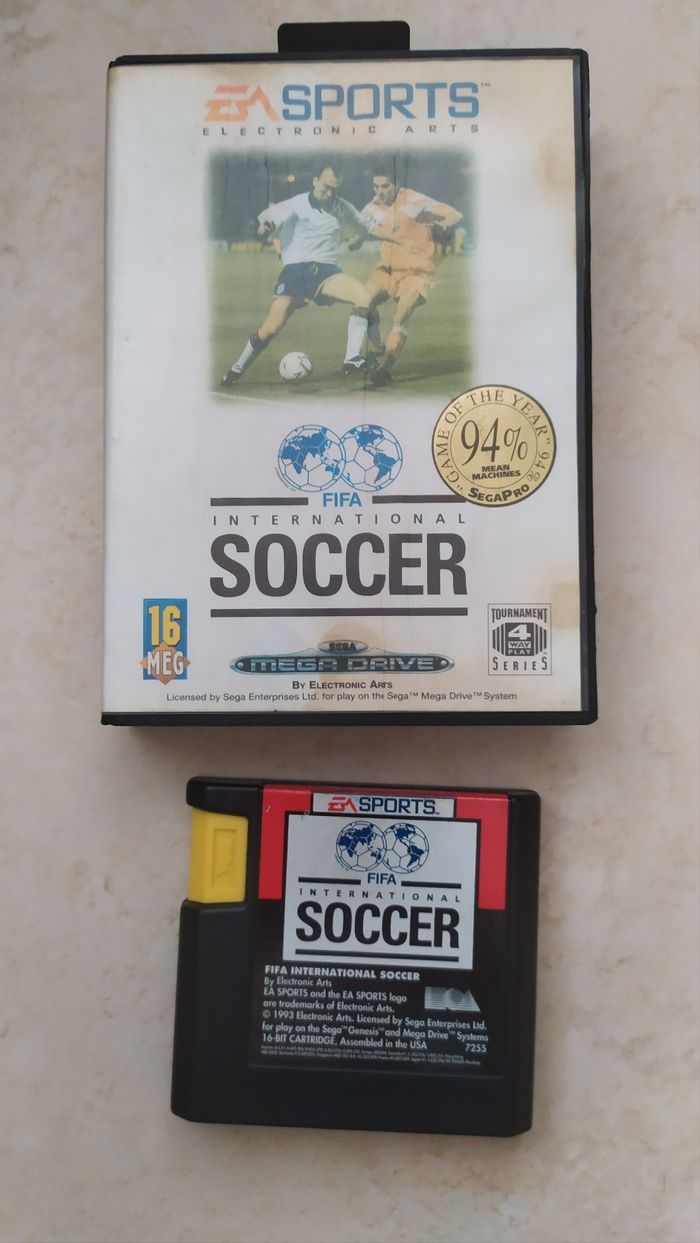 EA SPORTS™
ELECTRONIC ARTS
"GAME OF THE YEAR" 94%
94%
MEAN
MACHINES
SEGAPRO
FIFA
INTERNATIONAL
SOCCER
16
MEG
SEGA
MEGA DRIVE
TOURNAMENT
4
WAY
PLAY
SERIES
BY ELECTRONIC ARTS
Licensed by Sega Enterprises Ltd. for play on the Sega™ Mega Drive™ System
EA SPORTS™
FIFA
INTERNATIONAL
SOCCER
FIFA INTERNATIONAL SOCCER
By Electronic Arts
EA SPORTS and the EA SPORTS logo
are trademarks of Electronic Arts.
© 1993 Electronic Arts. Licensed by Sega Enterprises Ltd.
for play on the Sega™ Genesis™ and Mega Drive™ Systems
16-BIT CARTRIDGE, Assembled in the USA 7255